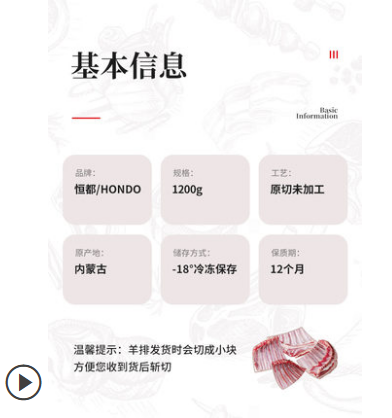 基本信息
Basic
Information
品牌：
恒都/HONDO
规格：
1200g
工艺：
原切未加工
原产地：
内蒙古
储存方式：
-18°冷冻保存
保质期：
12个月
温馨提示：羊排发货时会切成小块
方便您收到货后斩切